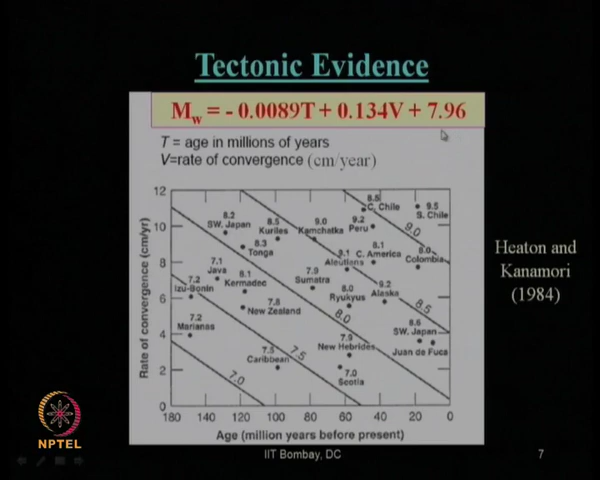 Tectonic Evidence
M_w = - 0.0089T + 0.134V + 7.96
T = age in millions of years
V=rate of convergence (cm/year)
Heaton and
Kanamori
(1984)
Rate of convergence (cm/yr)
12
10
8
6
4
2
0
8.5
C. Chile
9.5
S. Chile
8.2
SW. Japan
8.5
Kuriles
9.0
Kamchatka
9.2
Peru
9.0
8.3
Tonga
9.1
Aleutians
8.1
C. America
8.0
Colombia
7.1
Java
8.1
Kermadec
7.9
Sumatra
7.2
Izu-Bonin
8.0
Ryukyus
9.2
Alaska
8.5
7.8
New Zealand
8.0
7.2
Marianas
8.6
SW. Japan
7.5
Caribbean
7.5
7.9
New Hebrides
Juan de Fuca
7.0
7.0
Scotia
180 160 140 120 100 80 60 40 20 0
Age (million years before present)
NPTEL
IIT Bombay, DC
7